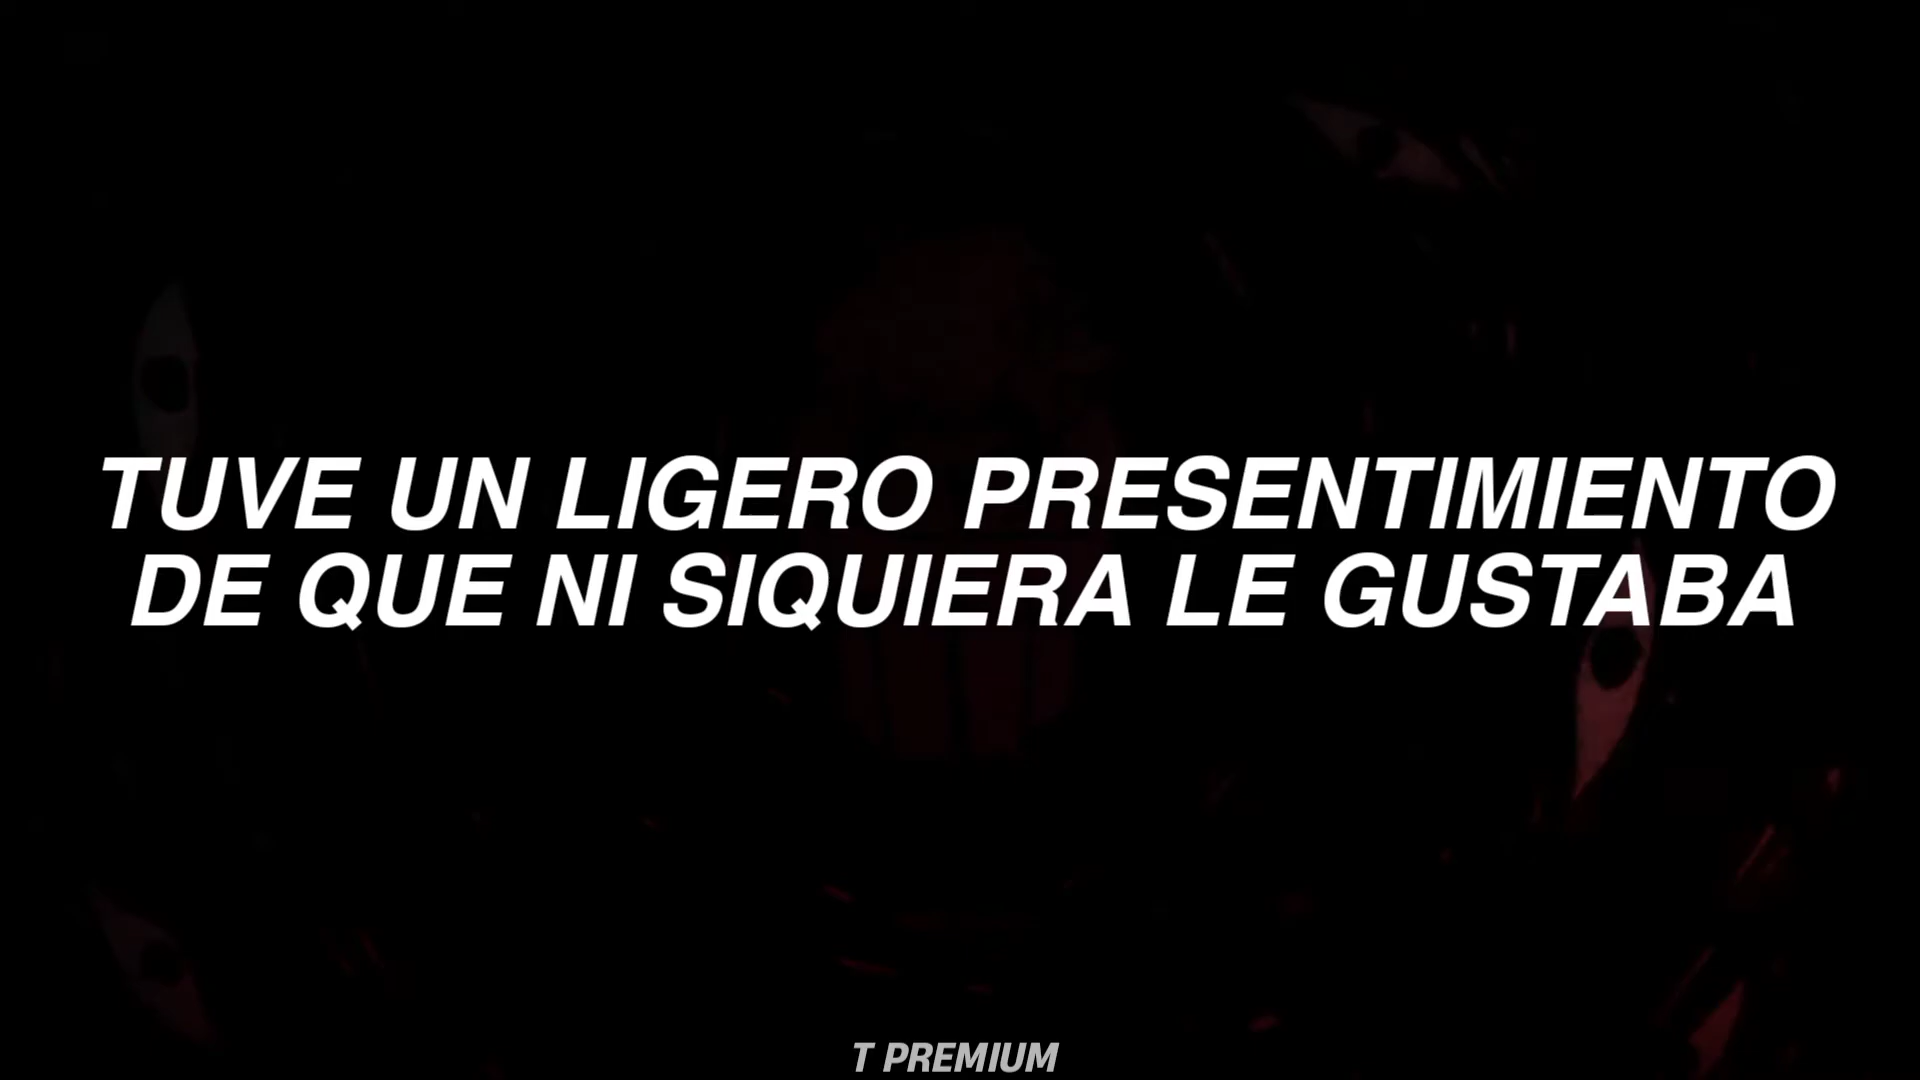 TUVE UN LIGERO PRESENTIMIENTO
DE QUE NI SIQUIERA LE GUSTABA
T PREMIUM